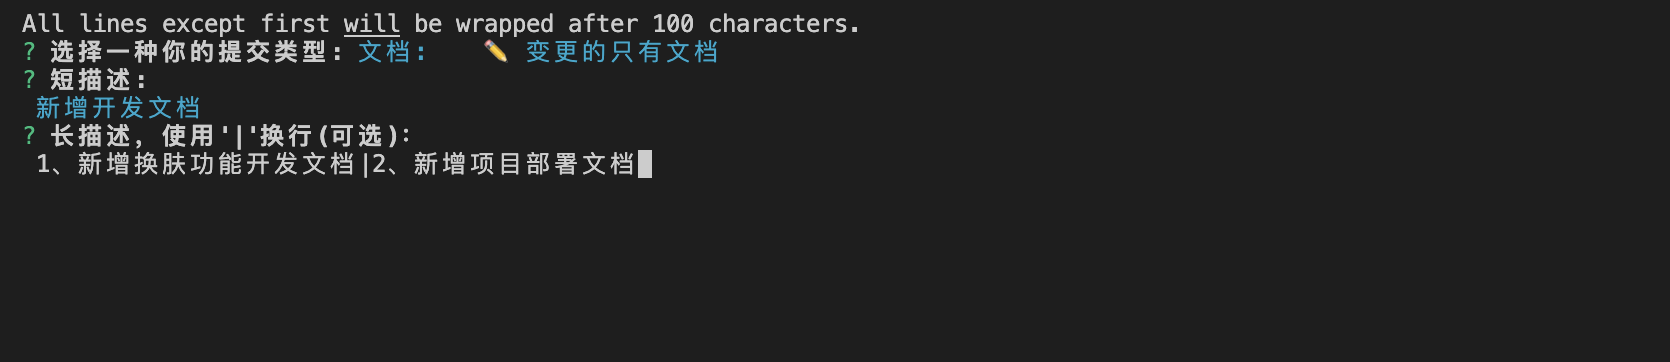 All lines except first will be wrapped after 100 characters.
? 选择一种你的提交类型: 文档: ✏️ 变更的只有文档
? 短描述:
新增开发文档
? 长描述, 使用'|'换行(可选):
1、新增换肤功能开发文档|2、新增项目部署文档